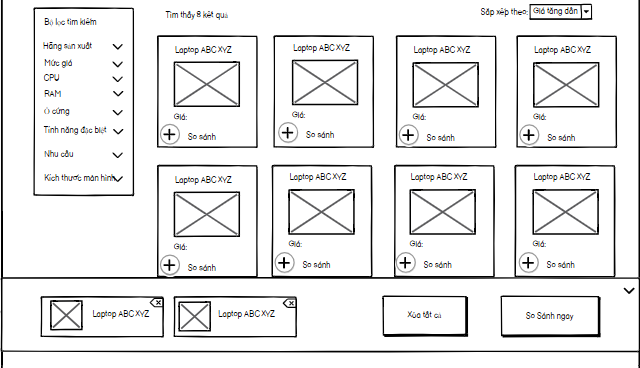 Bộ lọc tìm kiếm
Hãng sản xuất
Mức giá
CPU
RAM
Ổ cứng
Tính năng đặc biệt
Nhu cầu
Kích thước màn hình
Tìm thấy 8 kết quả
Sắp xếp theo: Giá tăng dần
Laptop ABC XYZ
Giá:
So sánh
Laptop ABC XYZ
Giá:
So sánh
Laptop ABC XYZ
Giá:
So sánh
Laptop ABC XYZ
Giá:
So sánh
Laptop ABC XYZ
Giá:
So sánh
Laptop ABC XYZ
Giá:
So sánh
Laptop ABC XYZ
Giá:
So sánh
Laptop ABC XYZ
Giá:
So sánh
Laptop ABC XYZ
Laptop ABC XYZ
Xóa tất cả
So Sánh ngay